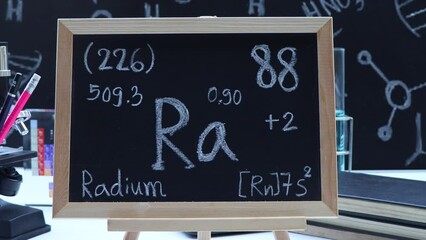 (226) 88
509.3 0.90
Ra +2
Radium [Rn]7s²